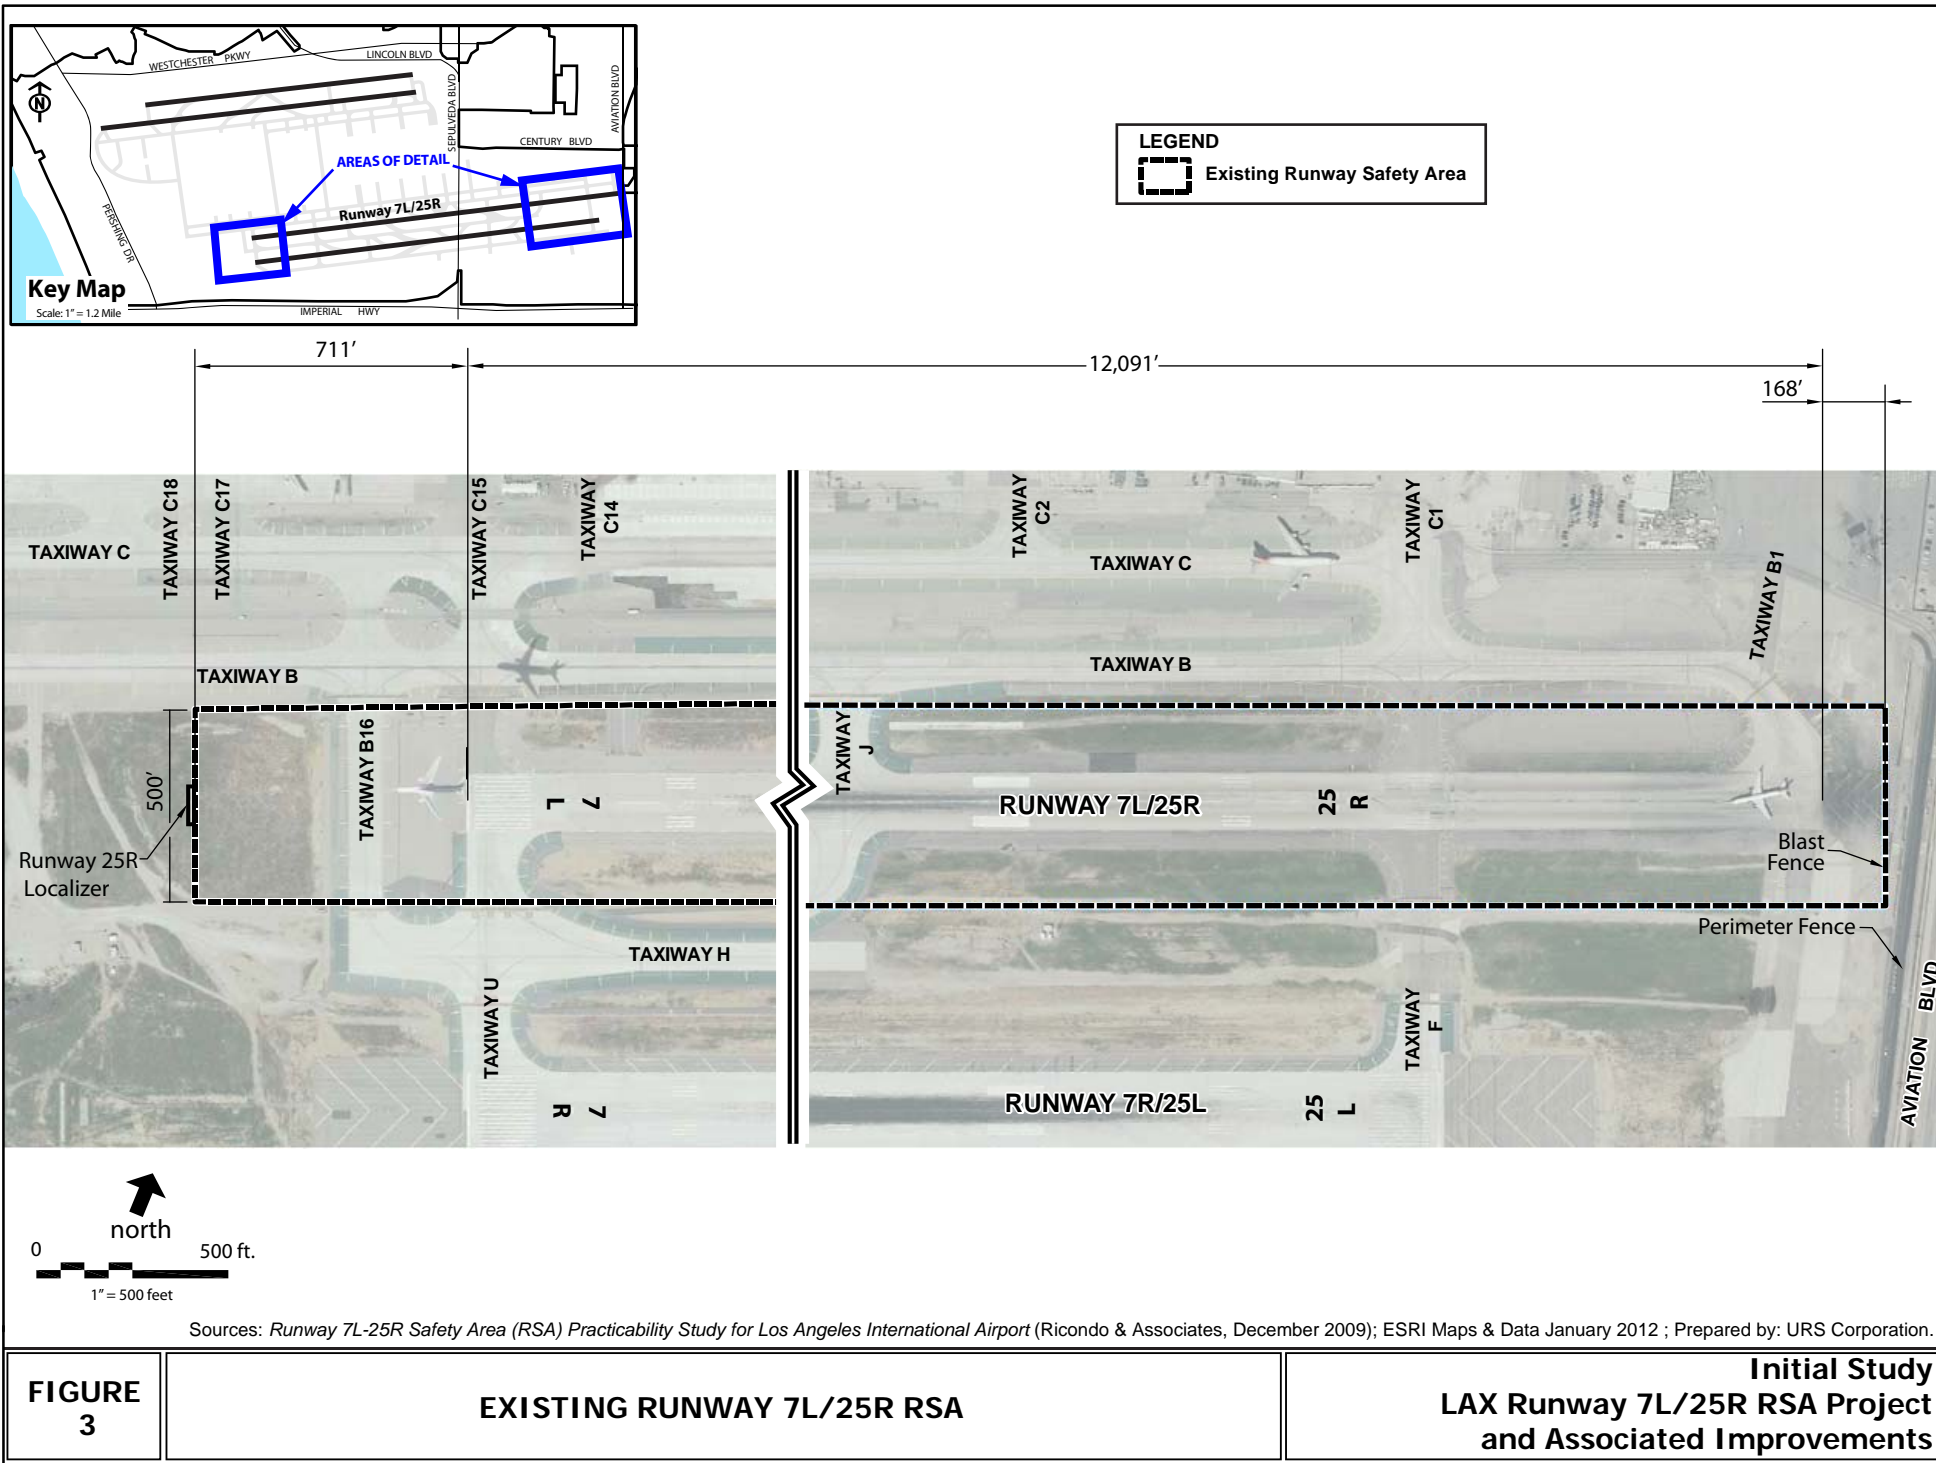 WESTCHESTER PKWY
LINCOLN BLVD
SEPULVEDA BLVD
AVIATION BLVD
N
CENTURY BLVD
AREAS OF DETAIL
Runway 7L/25R
PERSHING DR
Key Map
Scale: 1" = 1.2 Mile
IMPERIAL HWY
LEGEND
Existing Runway Safety Area
711'
12,091'
168'
TAXIWAY C18
TAXIWAY C17
TAXIWAY C15
TAXIWAY
C14
TAXIWAY
C2
TAXIWAY
C1
TAXIWAY C
TAXIWAY C
TAXIWAY B1
TAXIWAY B
TAXIWAY B
500'
TAXIWAY B16
TAXIWAY
J
7
L
RUNWAY 7L/25R
25
R
Runway 25R
Localizer
Blast
Fence
Perimeter Fence
TAXIWAY H
TAXIWAY U
TAXIWAY
F
7
R
RUNWAY 7R/25L
25
L
AVIATION BLVD
north
0
500 ft.
1" = 500 feet
Sources: Runway 7L-25R Safety Area (RSA) Practicability Study for Los Angeles International Airport (Ricondo & Associates, December 2009); ESRI Maps & Data January 2012 ; Prepared by: URS Corporation.
FIGURE
3
EXISTING RUNWAY 7L/25R RSA
Initial Study
LAX Runway 7L/25R RSA Project
and Associated Improvements